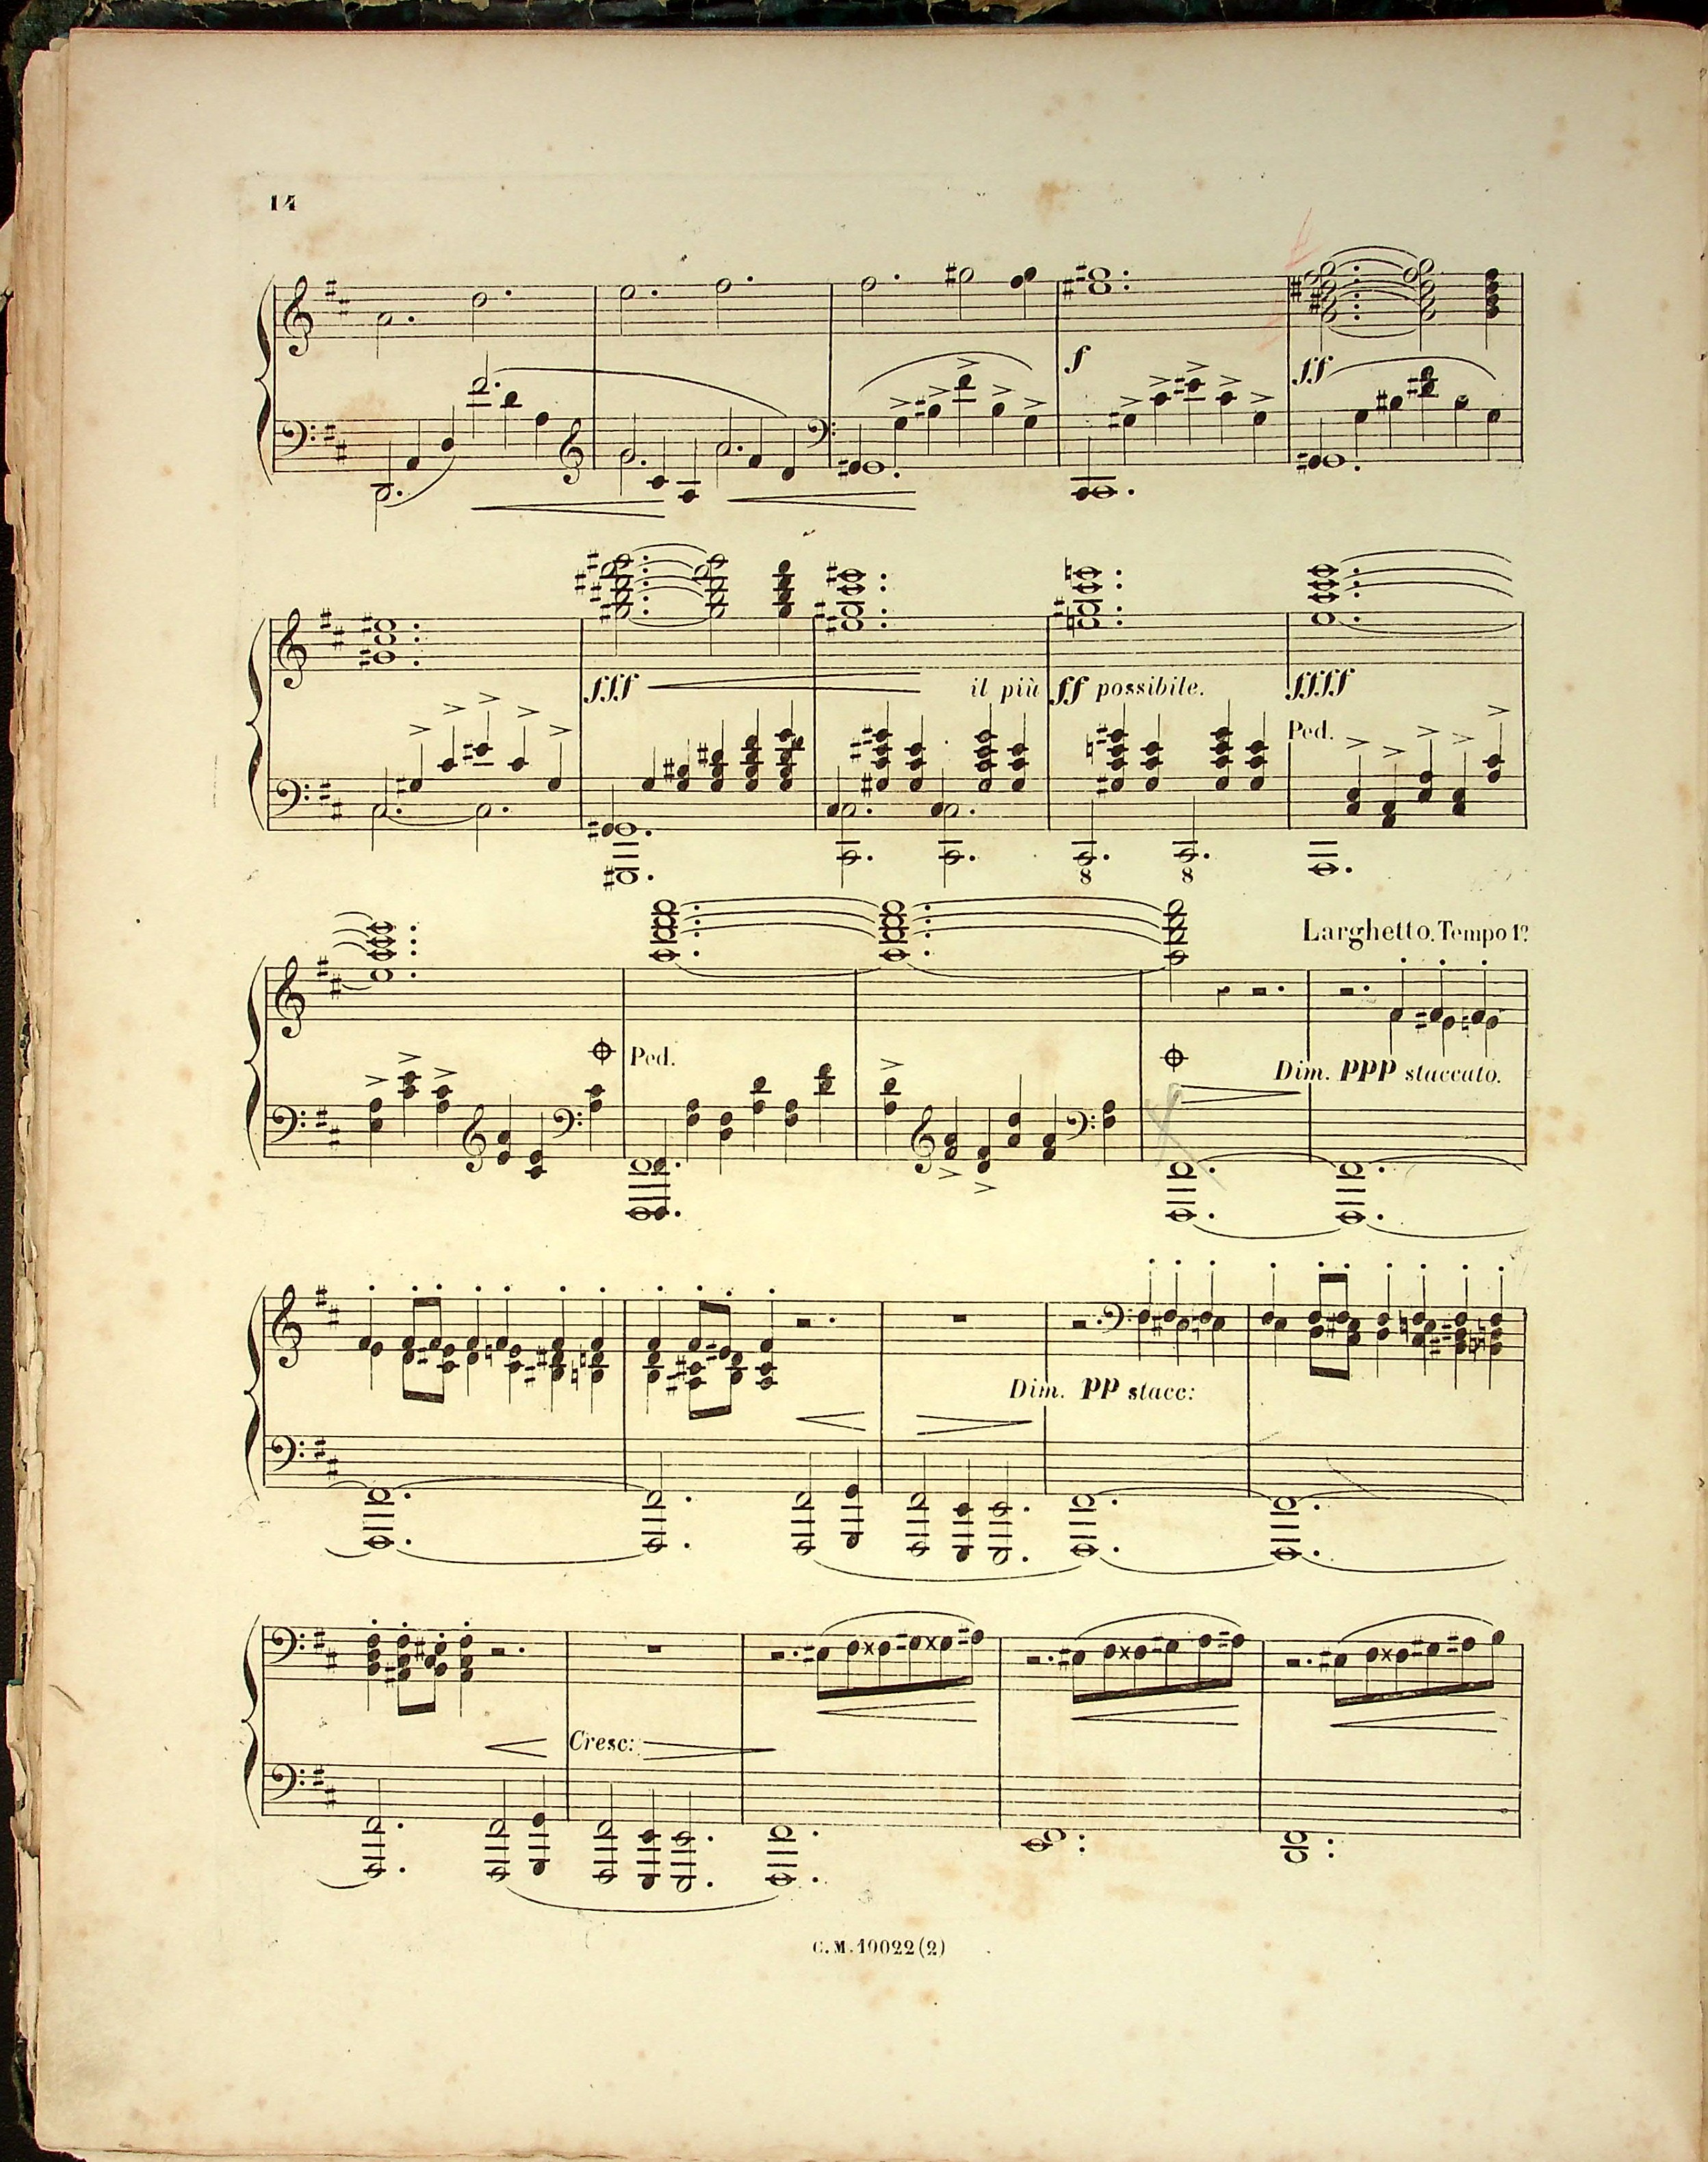 14
f
ff
fff
il più ff possibile.
ffff
Ped.
Larghetto. Tempo 1º
Ped.
Dim. ppp staccato.
Dim. pp stacc:
8
8
Cresc:
C.M.10022(2)